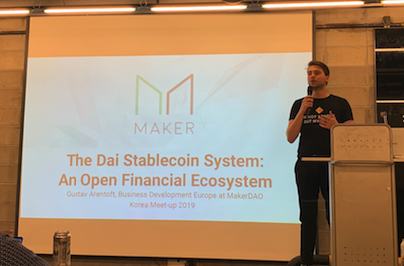 MAKER
The Dai Stablecoin System:
An Open Financial Ecosystem
Gustav Arentoft, Business Development Europe at MakerDAO
Korea Meet-up 2019